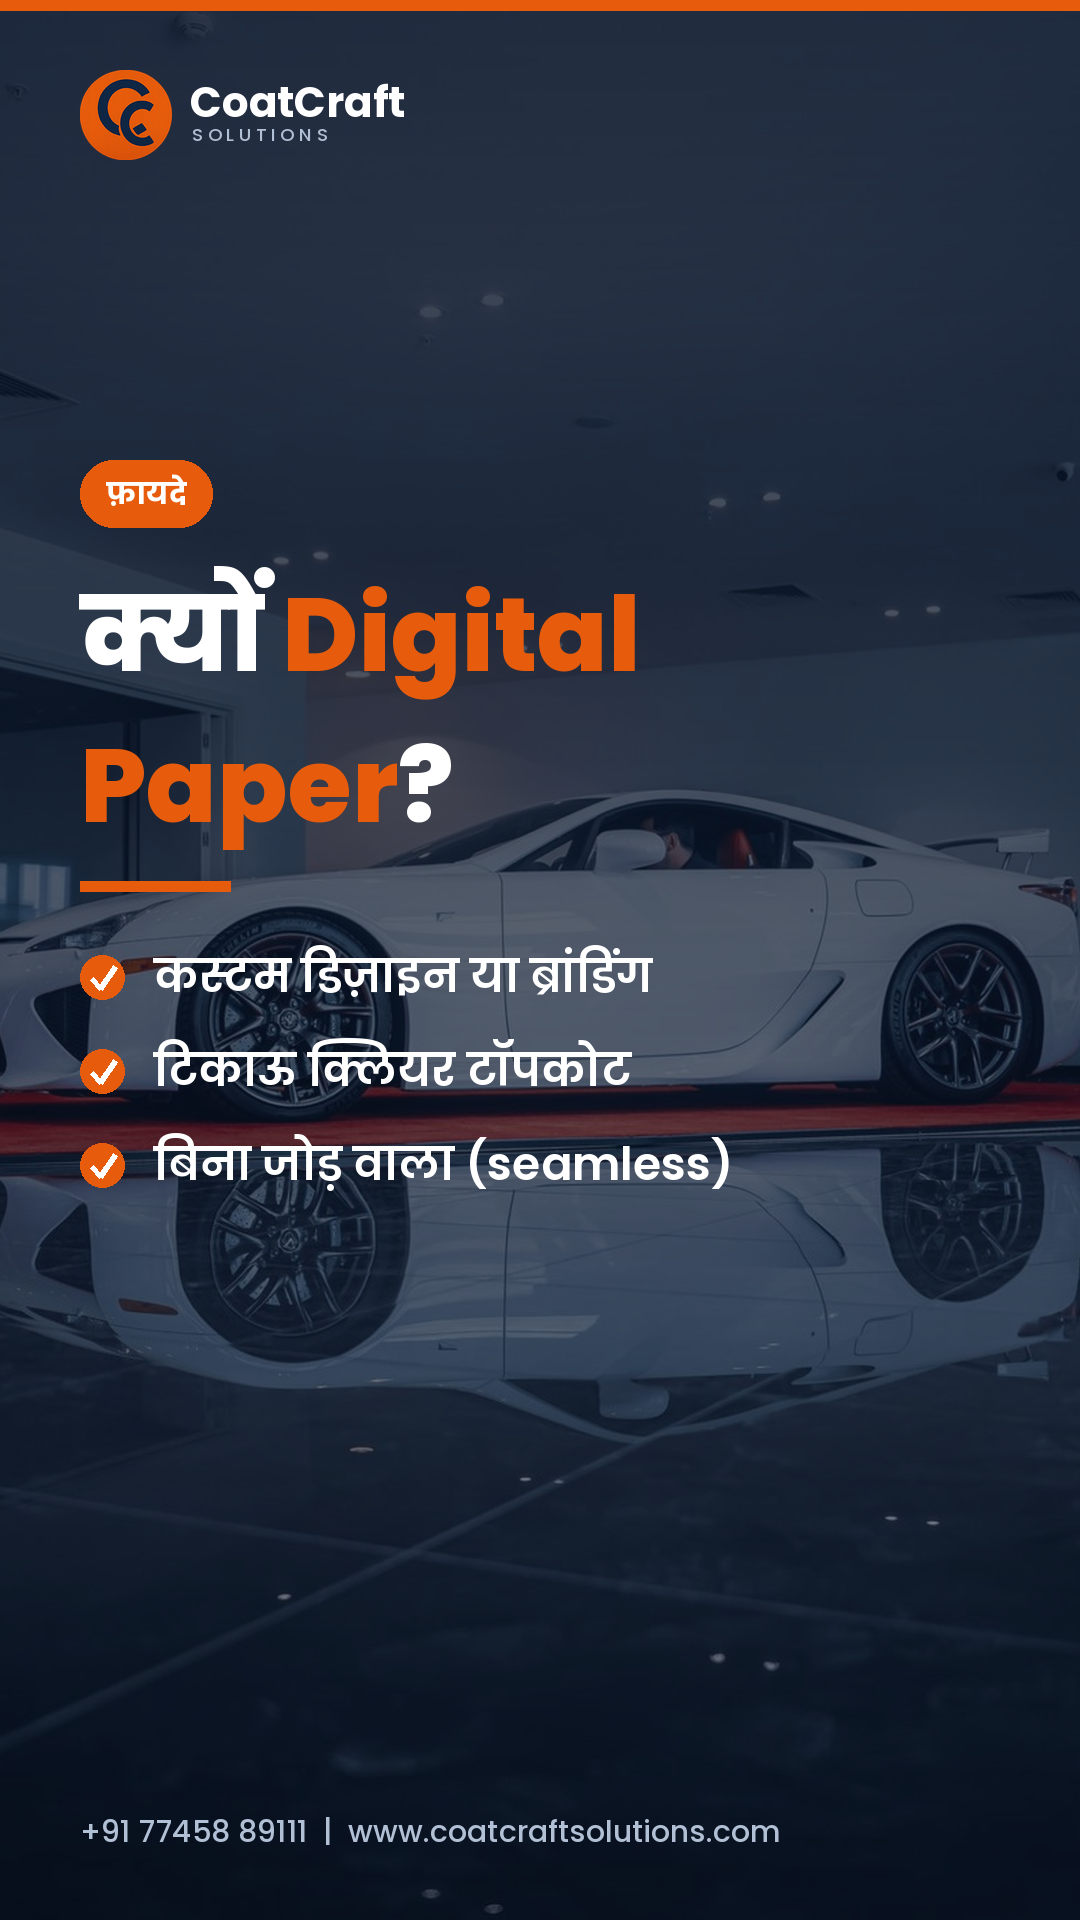 CoatCraft
SOLUTIONS
फ़ायदे
क्यों Digital
Paper?
कस्टम डिज़ाइन या ब्रांडिंग
टिकाऊ क्लियर टॉपकोट
बिना जोड़ वाला (seamless)
+91 77458 89111 | www.coatcraftsolutions.com